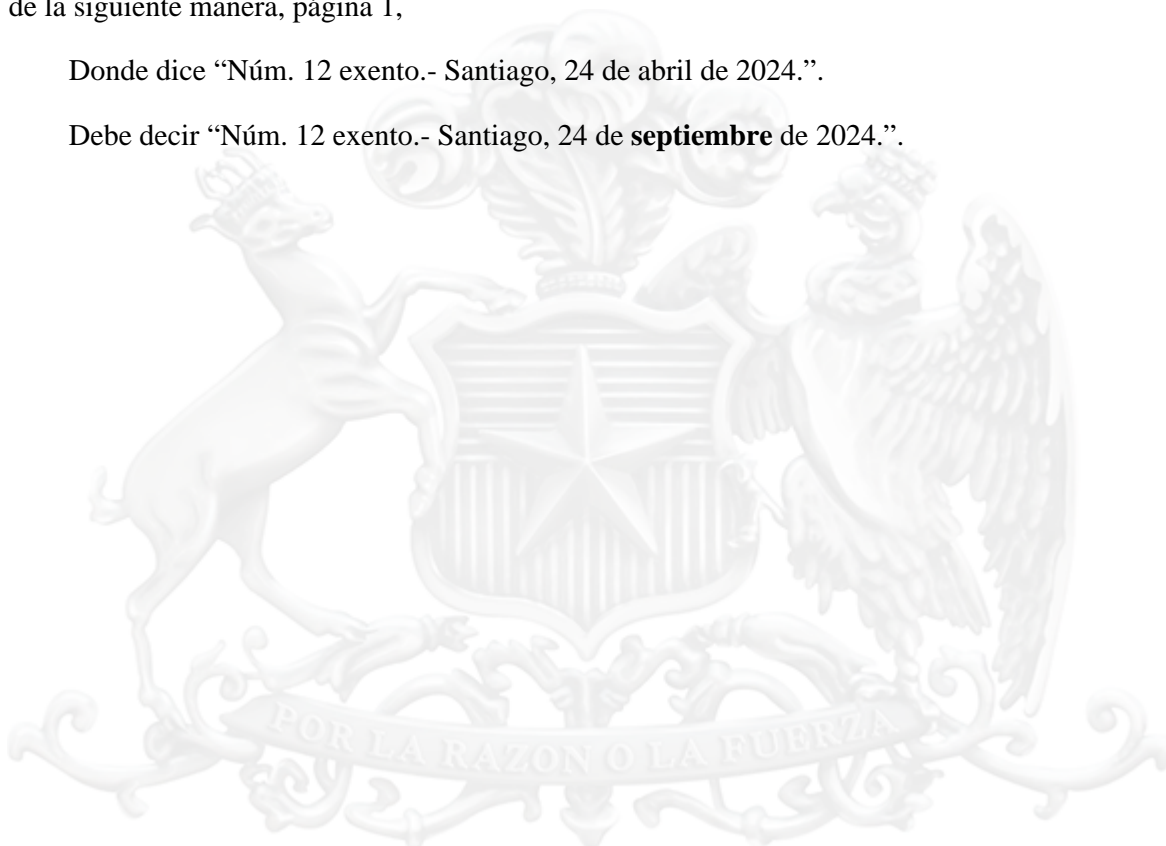 de la siguiente manera, página 1,
Donde dice “Núm. 12 exento.- Santiago, 24 de abril de 2024.”.
Debe decir “Núm. 12 exento.- Santiago, 24 de septiembre de 2024.”.
POR LA RAZON O LA FUERZA